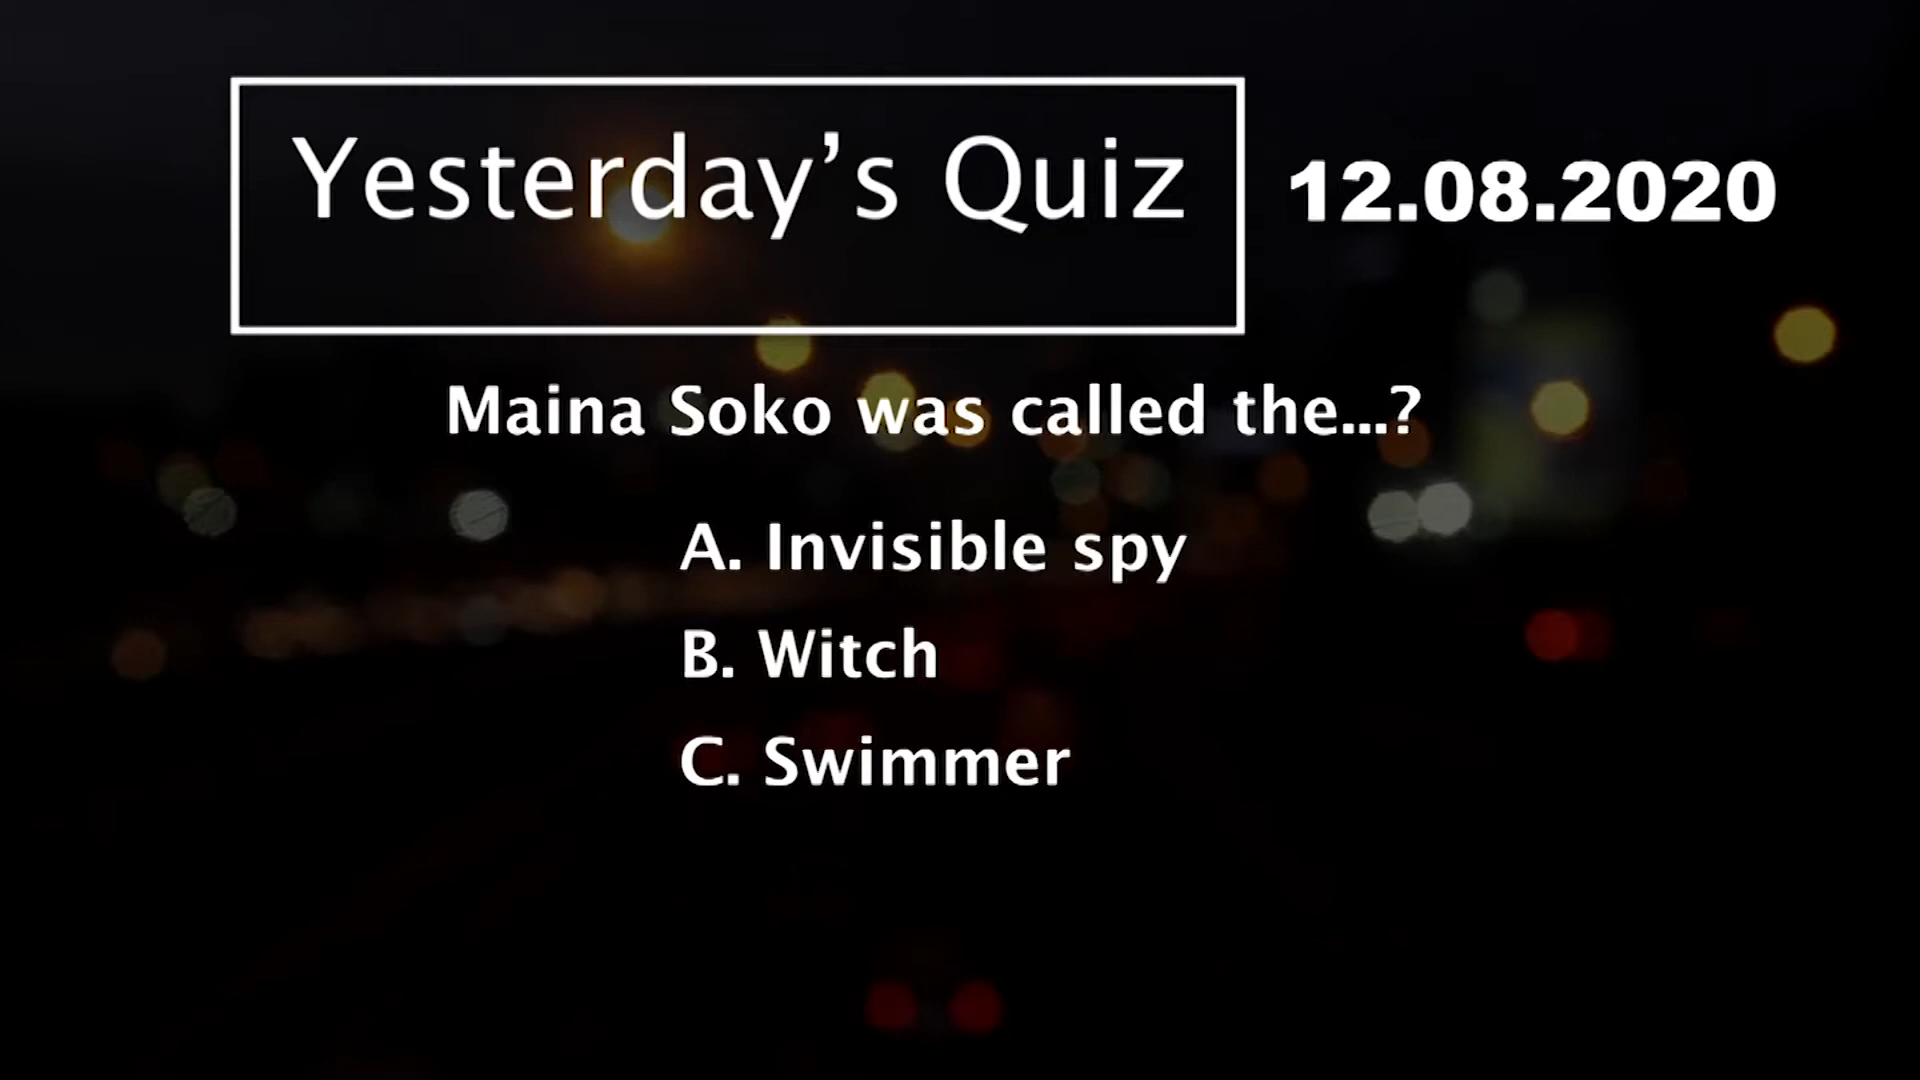 Yesterday’s Quiz
12.08.2020
Maina Soko was called the...?
A. Invisible spy
B. Witch
C. Swimmer